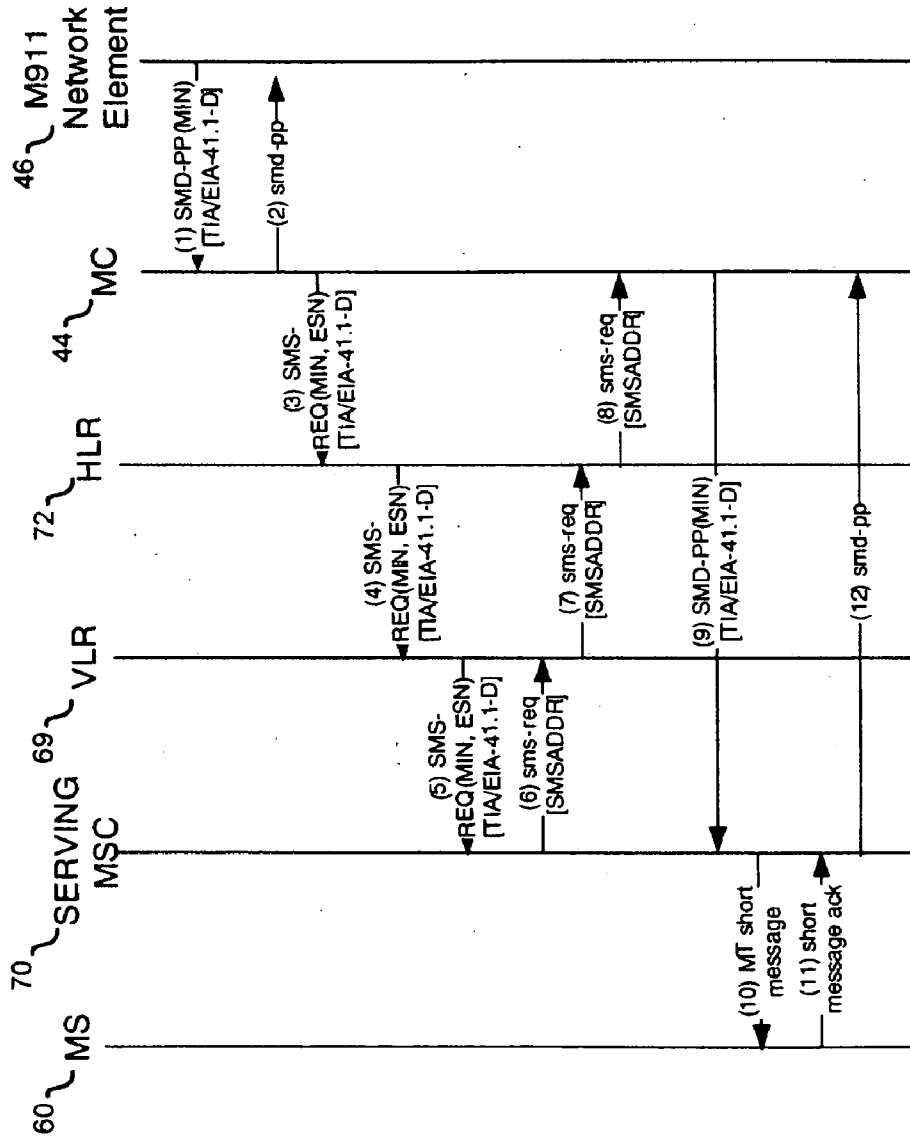 60 MS
70 SERVING
MSC
69 VLR
72 HLR
44 MC
46 M911
Network
Element
(1) SMD-PP(MIN)
[TIA/EIA-41.1-D]
(2) smd-pp
(3) SMS-
REQ(MIN, ESN)
[TIA/EIA-41.1-D]
(4) SMS-
REQ(MIN, ESN)
[TIA/EIA-41.1-D]
(5) SMS-
REQ(MIN, ESN)
[TIA/EIA-41.1-D]
(6) sms-req
[SMSADDR]
(7) sms-req
[SMSADDR]
(8) sms-req
[SMSADDR]
(9) SMD-PP(MIN)
[TIA/EIA-41.1-D]
(10) MT short
message
(11) short
message ack
(12) smd-pp